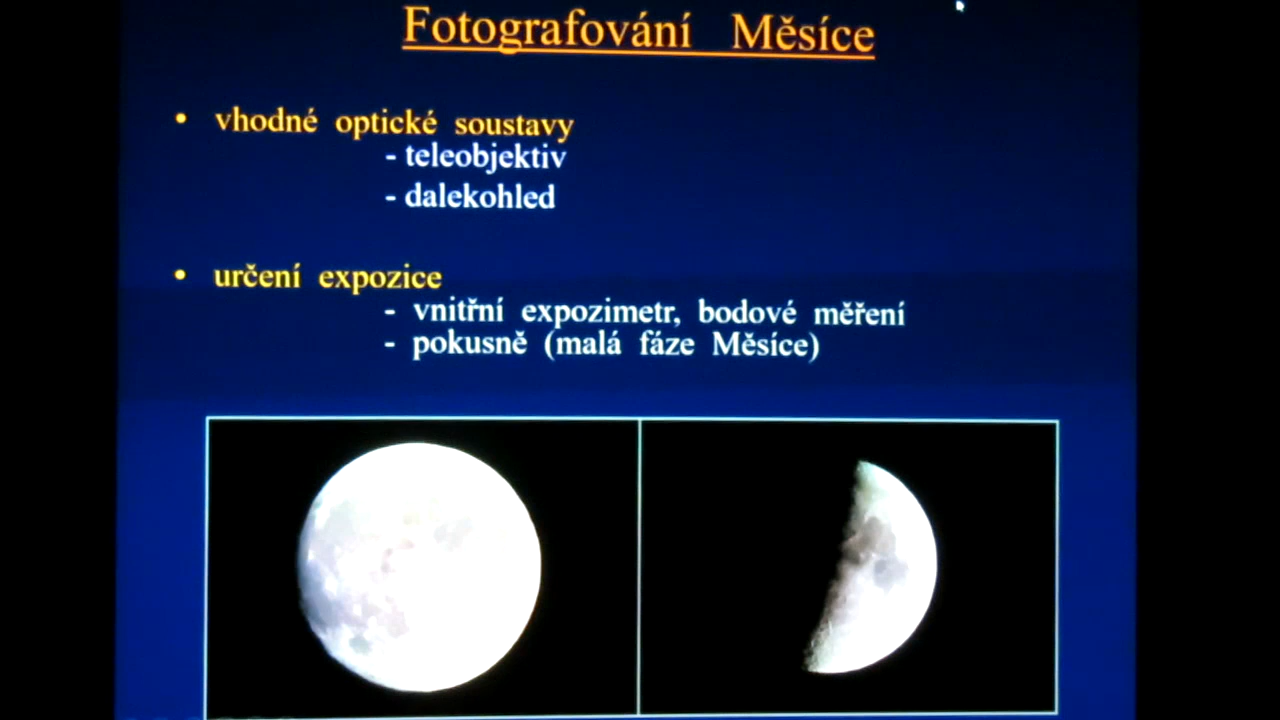 Fotografování Měsíce
• vhodné optické soustavy
- teleobjektiv
- dalekohled
• určení expozice
- vnitřní expozimetr, bodové měření
- pokusně (malá fáze Měsíce)